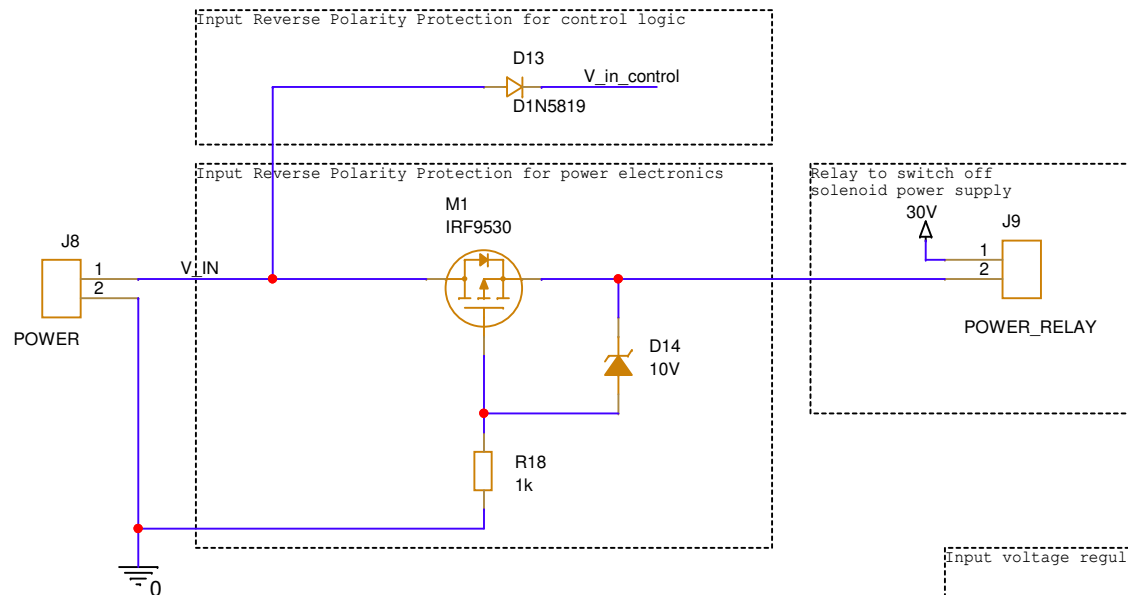 Input Reverse Polarity Protection for control logic
D13
V_in_control
D1N5819
Input Reverse Polarity Protection for power electronics
M1
IRF9530
Relay to switch off
solenoid power supply
30V
J9
1
2
POWER_RELAY
J8
1
2
V_IN
POWER
D14
10V
R18
1k
0
Input voltage regul